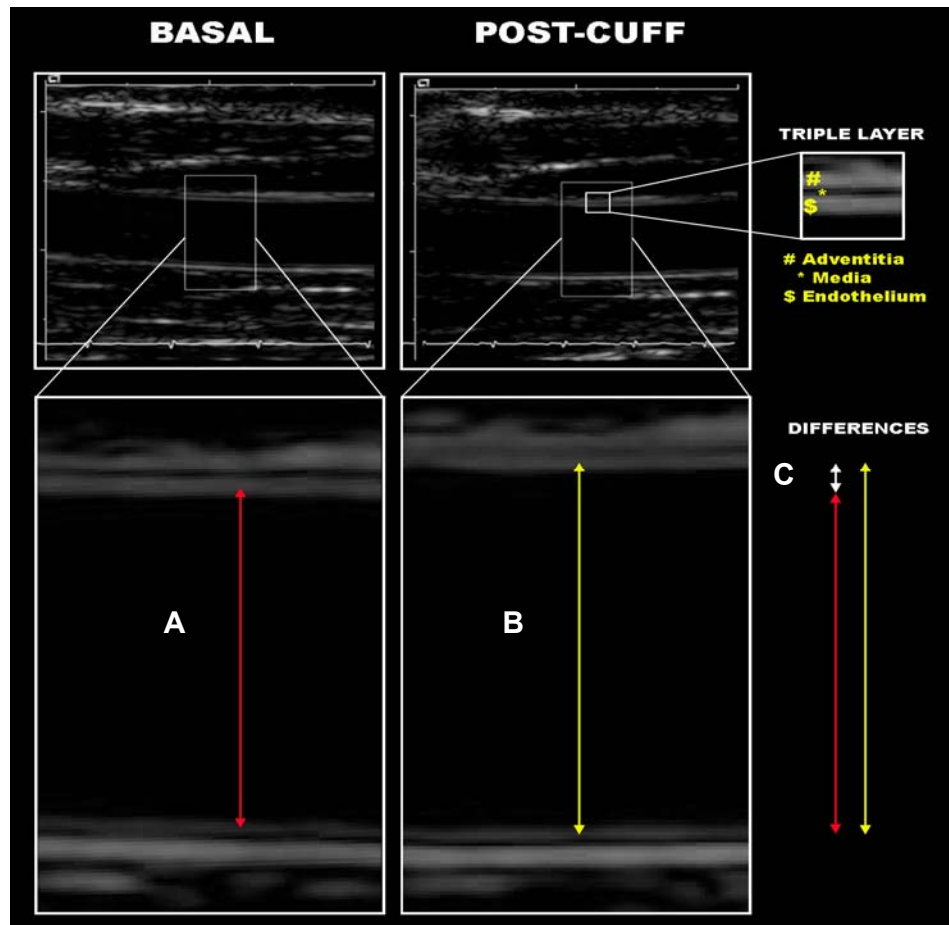 BASAL
POST-CUFF
TRIPLE LAYER
#
*
$
# Adventitia
* Media
$ Endothelium
DIFFERENCES
C
A
B